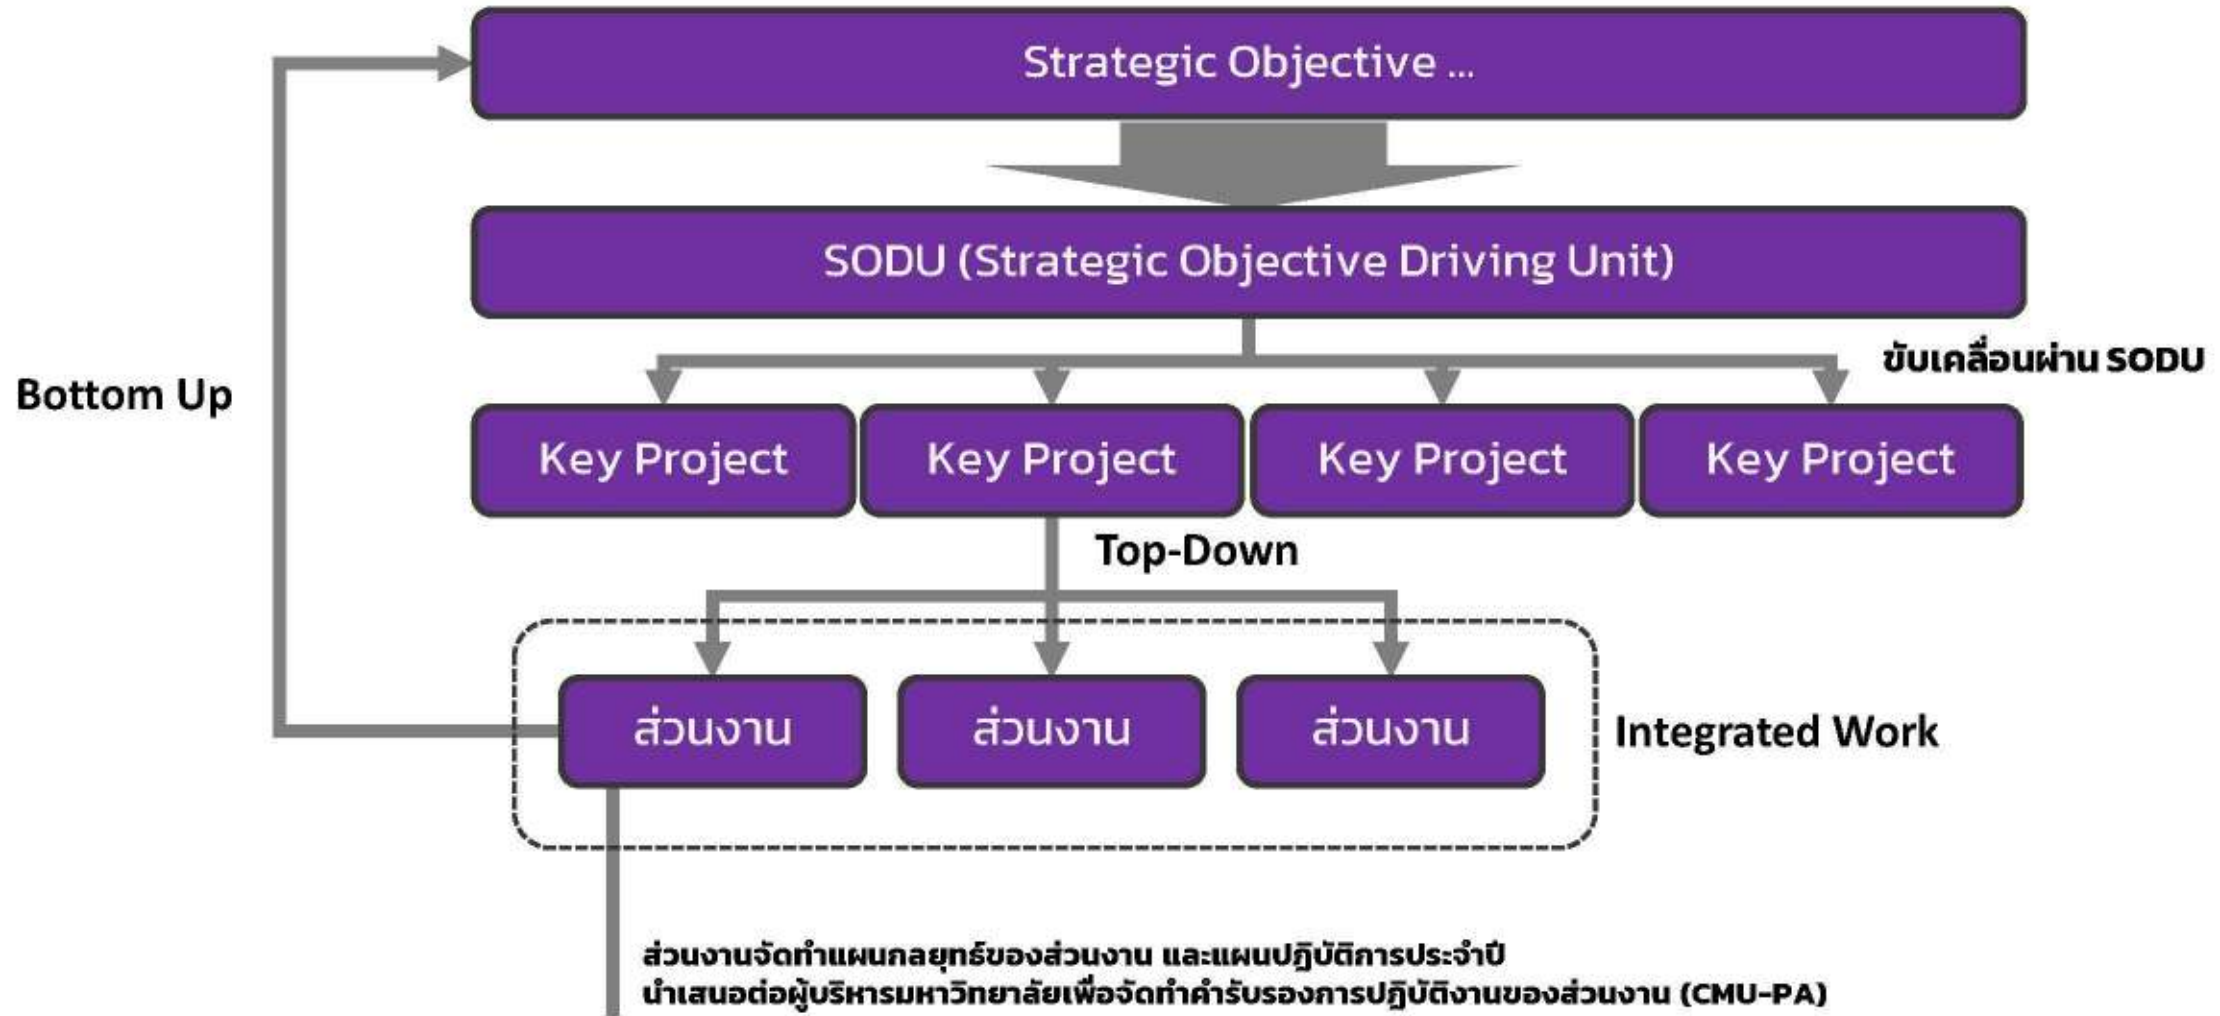 Strategic Objective ...
SODU (Strategic Objective Driving Unit)
ขับเคลื่อนผ่าน SODU
Bottom Up
Key Project
Key Project
Key Project
Key Project
Top-Down
ส่วนงาน
ส่วนงาน
ส่วนงาน
Integrated Work
ส่วนงานจัดทำแผนกลยุทธ์ของส่วนงาน และแผนปฏิบัติการประจำปี
นำเสนอต่อผู้บริหารมหาวิทยาลัยเพื่อจัดทำคำรับรองการปฏิบัติงานของส่วนงาน (CMU-PA)